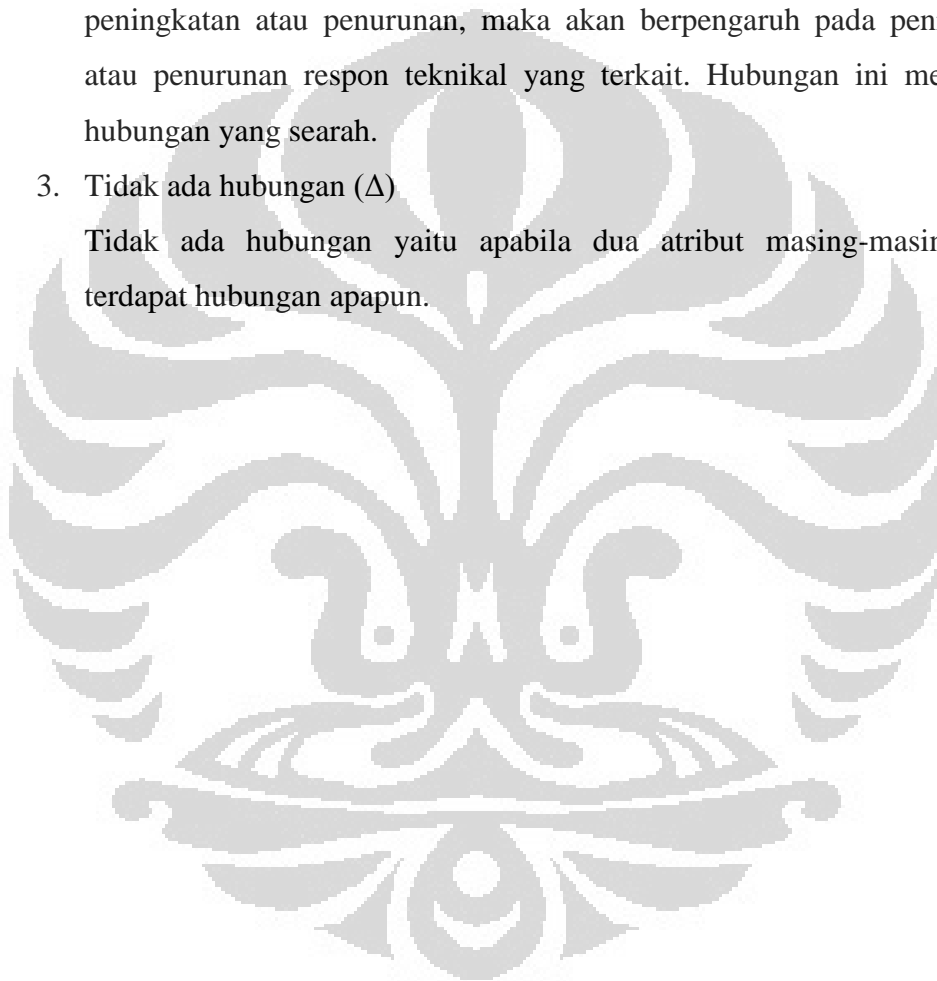 peningkatan atau penurunan, maka akan berpengaruh pada pen
atau penurunan respon teknikal yang terkait. Hubungan ini me
hubungan yang searah.
3. Tidak ada hubungan (Δ)
Tidak ada hubungan yaitu apabila dua atribut masing-masin
terdapat hubungan apapun.